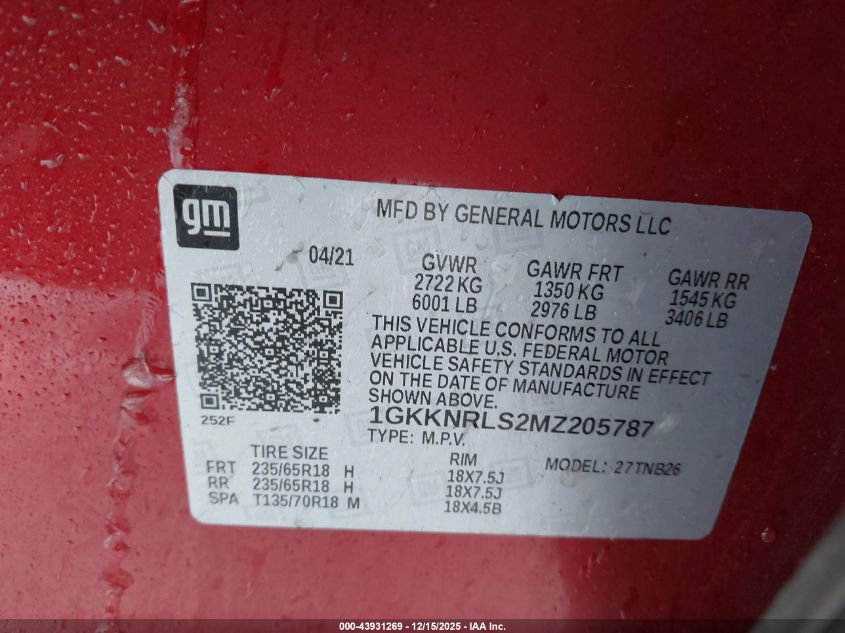 gm
MFD BY GENERAL MOTORS LLC
04/21
GVWR GAWR FRT GAWR RR
2722 KG 1350 KG 1545 KG
6001 LB 2976 LB 3406 LB
THIS VEHICLE CONFORMS TO ALL
APPLICABLE U.S. FEDERAL MOTOR
VEHICLE SAFETY STANDARDS IN EFFECT
ON THE DATE OF MANUFACTURE
SHOWN ABOVE.
252F
1GKKNRLS2MZ205787
TYPE: M.P.V.
TIRE SIZE RIM MODEL: 27TNB26
FRT 235/65R18 H 18X7.5J
RR 235/65R18 H 18X7.5J
SPA T135/70R18 M 18X4.5B
000-43931269 - 12/15/2025 - IAA Inc.